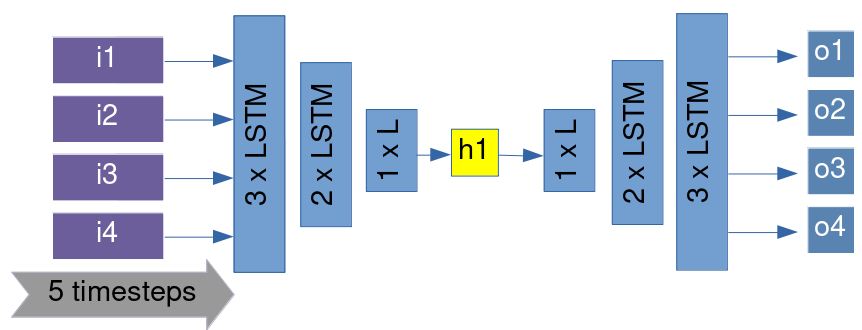 i1
i2
i3
i4
5 timesteps
3 x LSTM
2 x LSTM
1 x L
h1
1 x L
2 x LSTM
3 x LSTM
o1
o2
o3
o4